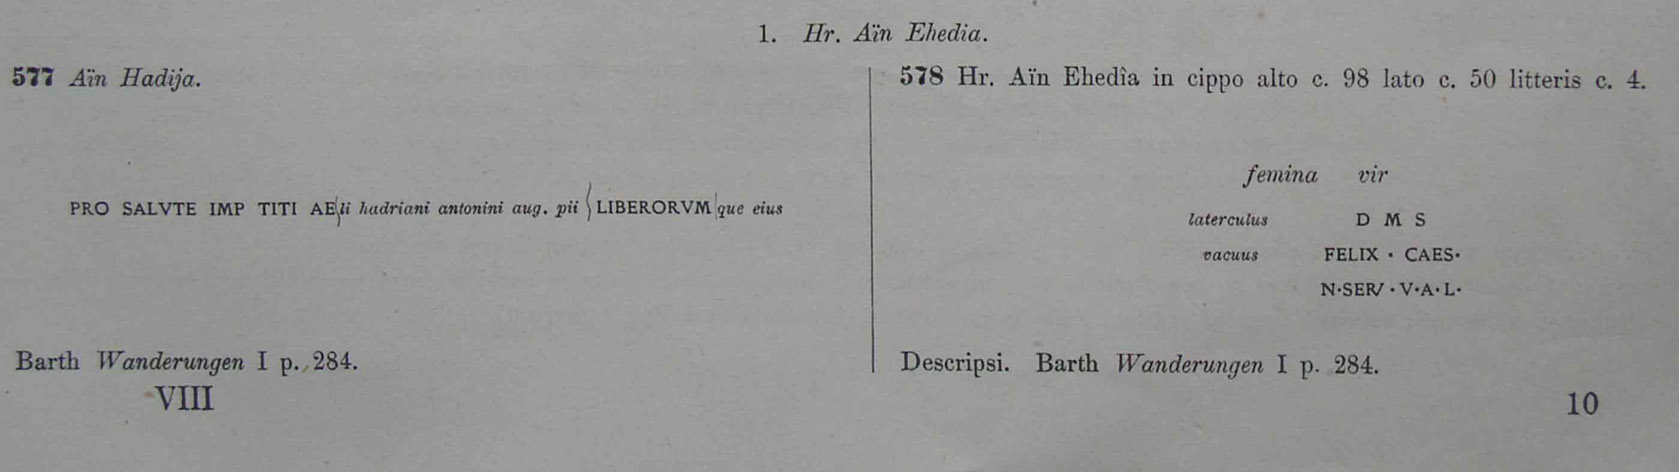 1. Hr. Aïn Ehedia.
577 Aïn Hadija.
PRO SALVTE IMP TITI AEli hadriani antonini aug. pii LIBERORVM que eius
Barth Wanderungen I p. 284.
VIII
578 Hr. Aïn Ehedîa in cippo alto c. 98 lato c. 50 litteris c. 4.
femina vir
laterculus D M S
vacuus FELIX · CAES·
N·SERV · V·A·L·
Descripsi. Barth Wanderungen I p. 284.
10